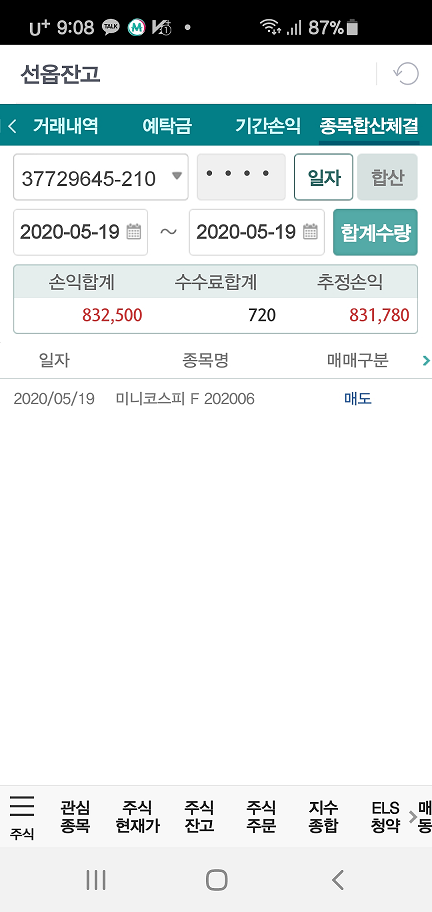 U+ 9:08 TALK M 87%
선옵잔고
거래내역 예탁금 기간손익 종목합산체결
37729645-210 • • • • 일자 합산
2020-05-19 ~ 2020-05-19 합계수량
손익합계 수수료합계 추정손익
832,500 720 831,780
일자 종목명 매매구분
2020/05/19 미니코스피 F 202006 매도
주식
관심 주식 주식 주식 지수 ELS 매
종목 현재가 잔고 주문 종합 청약 동